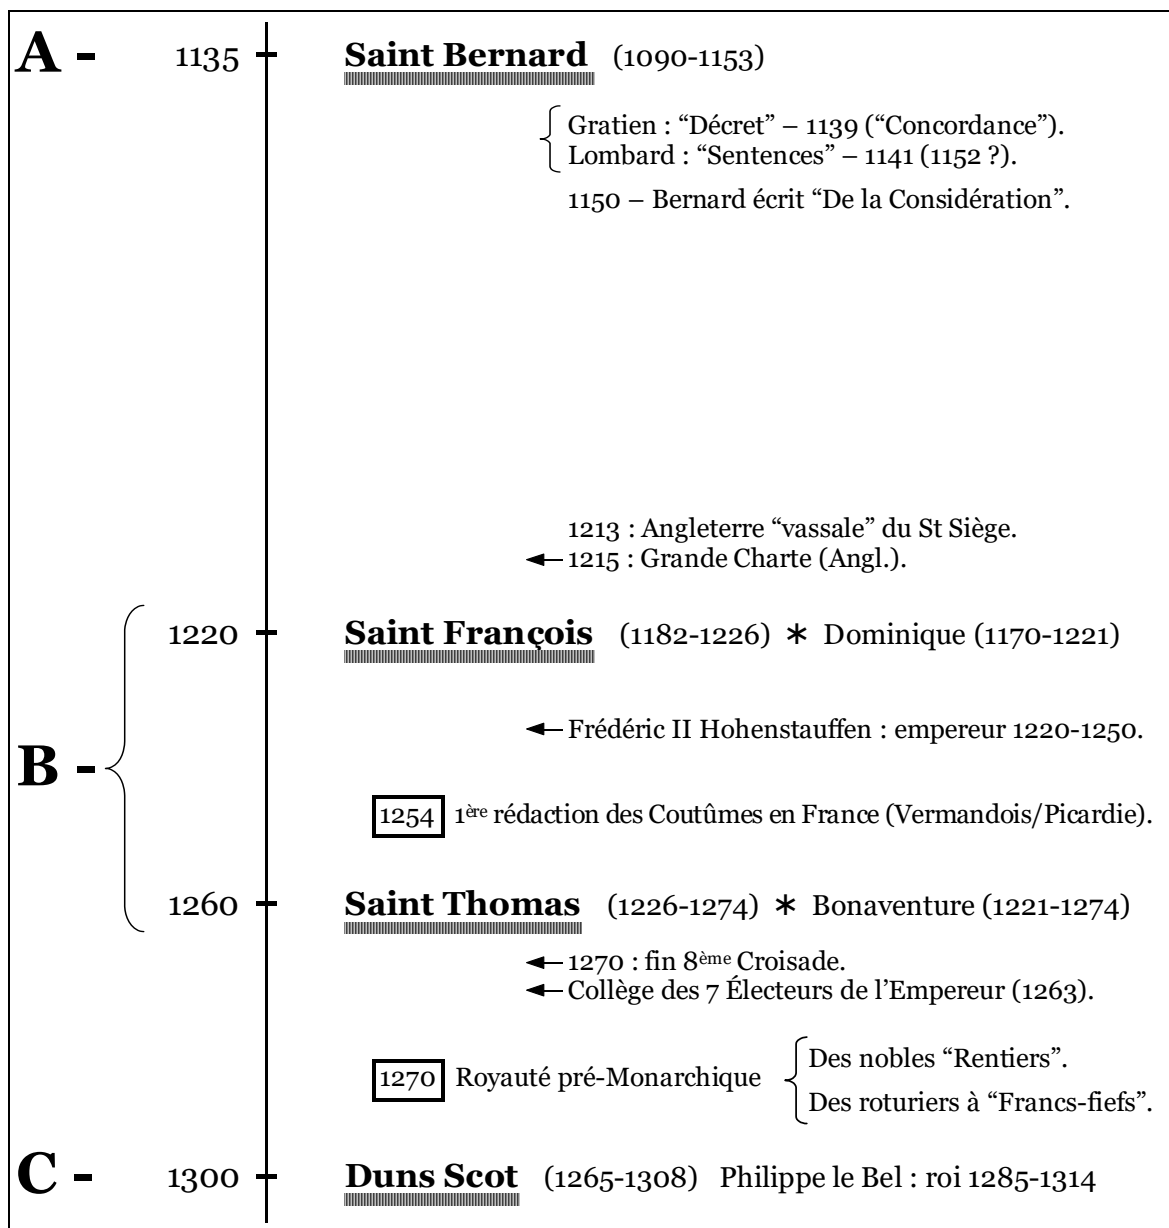 A - 1135 Saint Bernard (1090-1153)
Gratien : “Décret” – 1139 (“Concordance”).
Lombard : “Sentences” – 1141 (1152 ?).
1150 – Bernard écrit “De la Considération”.
1213 : Angleterre “vassale” du St Siège.
1215 : Grande Charte (Angl.).
1220 Saint François (1182-1226) * Dominique (1170-1221)
Frédéric II Hohenstauffen : empereur 1220-1250.
B -
1254 1ère rédaction des Coutûmes en France (Vermandois/Picardie).
1260 Saint Thomas (1226-1274) * Bonaventure (1221-1274)
1270 : fin 8ème Croisade.
Collège des 7 Électeurs de l’Empereur (1263).
1270 Royauté pré-Monarchique
Des nobles “Rentiers”.
Des roturiers à “Francs-fiefs”.
C - 1300 Duns Scot (1265-1308) Philippe le Bel : roi 1285-1314